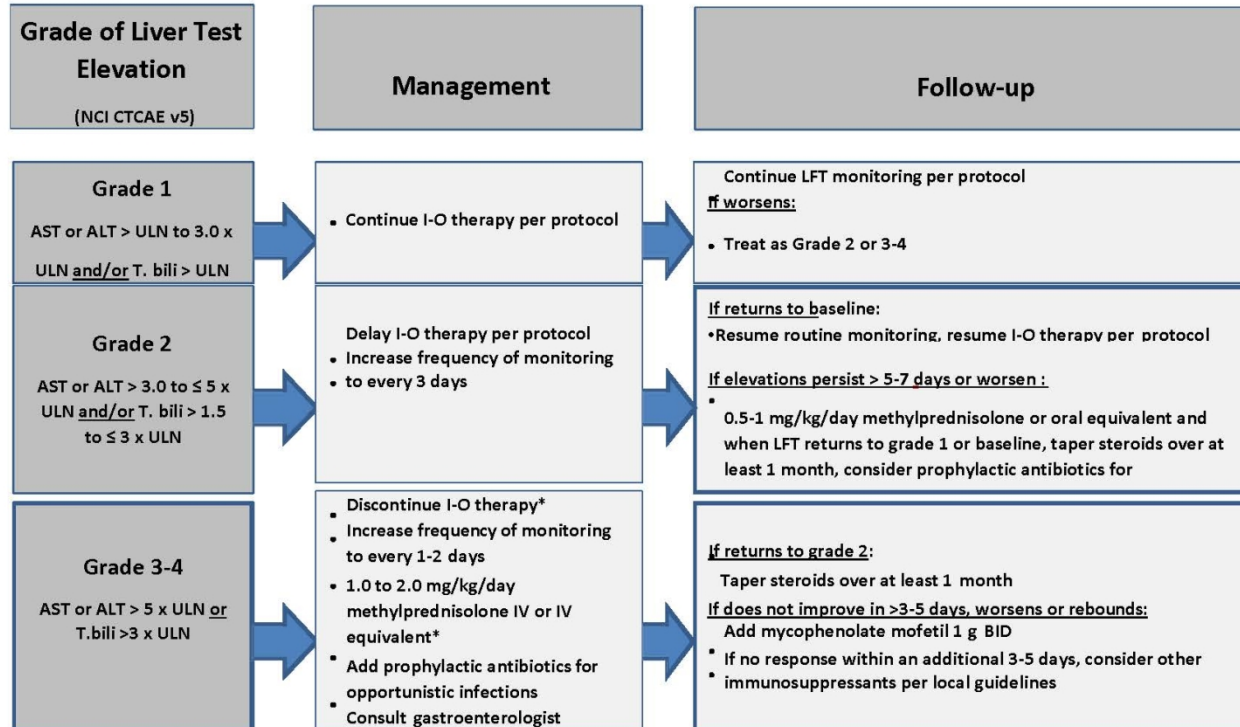 Grade of Liver Test
Elevation
(NCI CTCAE v5)
Management
Follow-up
Grade 1
AST or ALT > ULN to 3.0 x
ULN and/or T. bili > ULN
• Continue I-O therapy per protocol
Continue LFT monitoring per protocol
If worsens:
• Treat as Grade 2 or 3-4
Grade 2
AST or ALT > 3.0 to ≤ 5 x
ULN and/or T. bili > 1.5
to ≤ 3 x ULN
Delay I-O therapy per protocol
• Increase frequency of monitoring
• to every 3 days
If returns to baseline:
•Resume routine monitoring, resume I-O therapy per protocol
If elevations persist > 5-7 days or worsen :
• 0.5-1 mg/kg/day methylprednisolone or oral equivalent and
when LFT returns to grade 1 or baseline, taper steroids over at
least 1 month, consider prophylactic antibiotics for
Grade 3-4
AST or ALT > 5 x ULN or
T.bili >3 x ULN
• Discontinue I-O therapy*
• Increase frequency of monitoring
to every 1-2 days
• 1.0 to 2.0 mg/kg/day
methylprednisolone IV or IV
equivalent*
• Add prophylactic antibiotics for
opportunistic infections
• Consult gastroenterologist
If returns to grade 2:
Taper steroids over at least 1 month
If does not improve in >3-5 days, worsens or rebounds:
Add mycophenolate mofetil 1 g BID
• If no response within an additional 3-5 days, consider other
• immunosuppressants per local guidelines